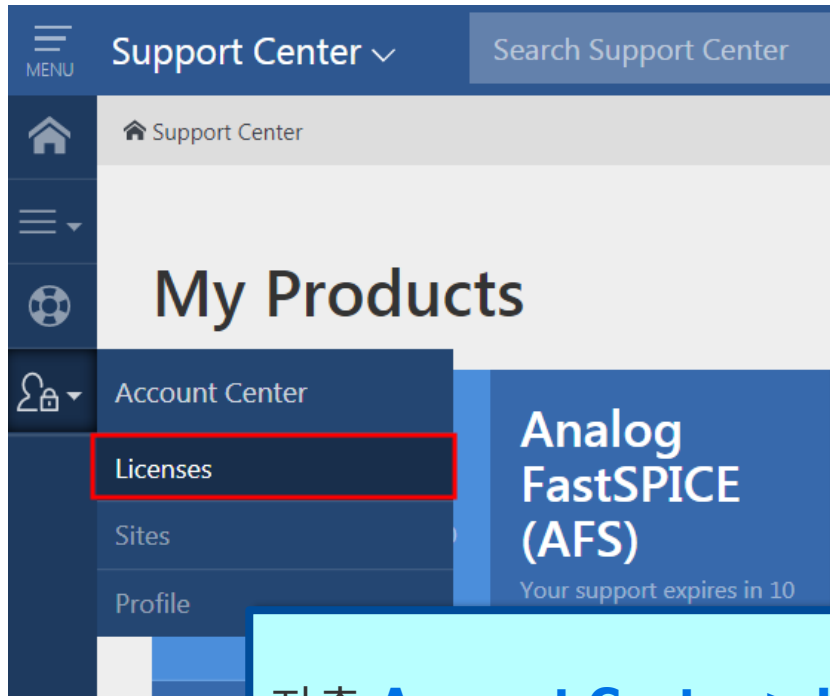 MENU
Support Center
Search Support Center
Support Center
My Products
Account Center
Licenses
Sites
Profile
Analog
FastSPICE
(AFS)
Your support expires in 10